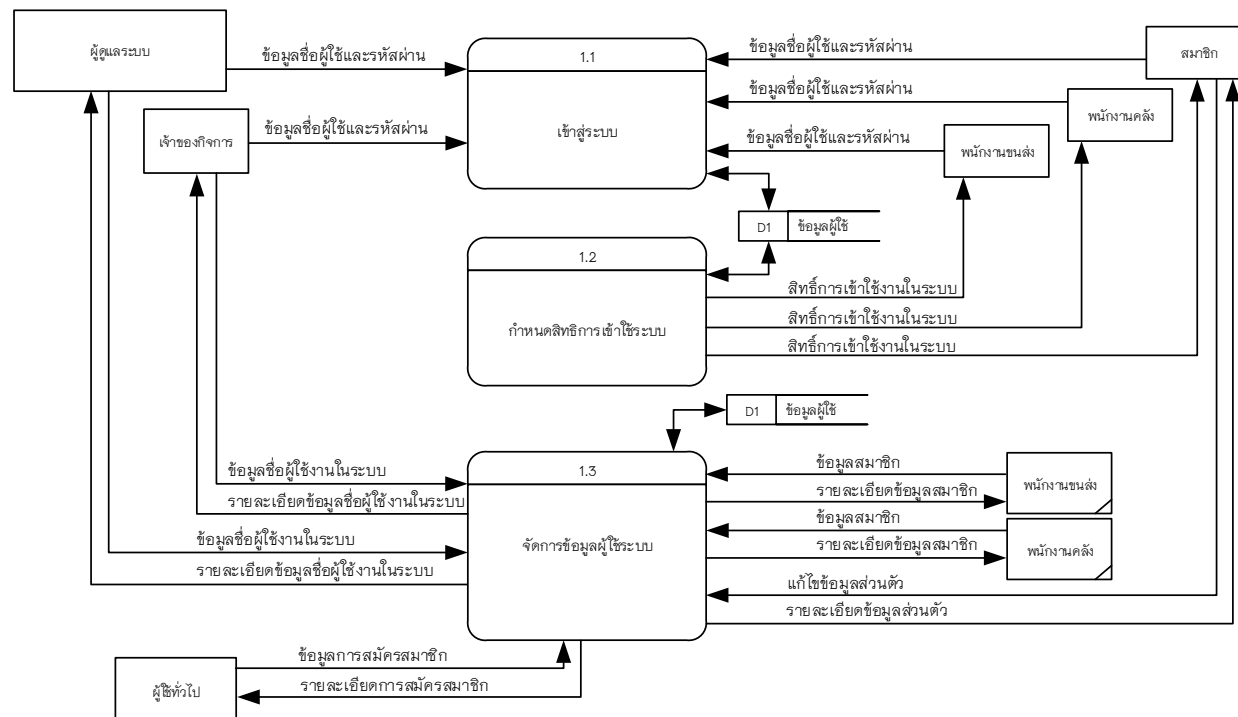 ผู้ดูแลระบบ
ข้อมูลชื่อผู้ใช้และรหัสผ่าน
1.1
ข้อมูลชื่อผู้ใช้และรหัสผ่าน
สมาชิก
ข้อมูลชื่อผู้ใช้และรหัสผ่าน
พนักงานคลัง
เจ้าของกิจการ
ข้อมูลชื่อผู้ใช้และรหัสผ่าน
เข้าสู่ระบบ
ข้อมูลชื่อผู้ใช้และรหัสผ่าน
พนักงานขนส่ง
D1 ข้อมูลผู้ใช้
1.2
สิทธิ์การเข้าใช้งานในระบบ
กำหนดสิทธิการเข้าใช้ระบบ
สิทธิ์การเข้าใช้งานในระบบ
สิทธิ์การเข้าใช้งานในระบบ
D1 ข้อมูลผู้ใช้
1.3
ข้อมูลชื่อผู้ใช้งานในระบบ
ข้อมูลสมาชิก
พนักงานขนส่ง
รายละเอียดข้อมูลชื่อผู้ใช้งานในระบบ
รายละเอียดข้อมูลสมาชิก
ข้อมูลสมาชิก
ข้อมูลชื่อผู้ใช้งานในระบบ
จัดการข้อมูลผู้ใช้ระบบ
รายละเอียดข้อมูลสมาชิก
พนักงานคลัง
รายละเอียดข้อมูลชื่อผู้ใช้งานในระบบ
แก้ไขข้อมูลส่วนตัว
รายละเอียดข้อมูลส่วนตัว
ข้อมูลการสมัครสมาชิก
ผู้ใช้ทั่วไป
รายละเอียดการสมัครสมาชิก